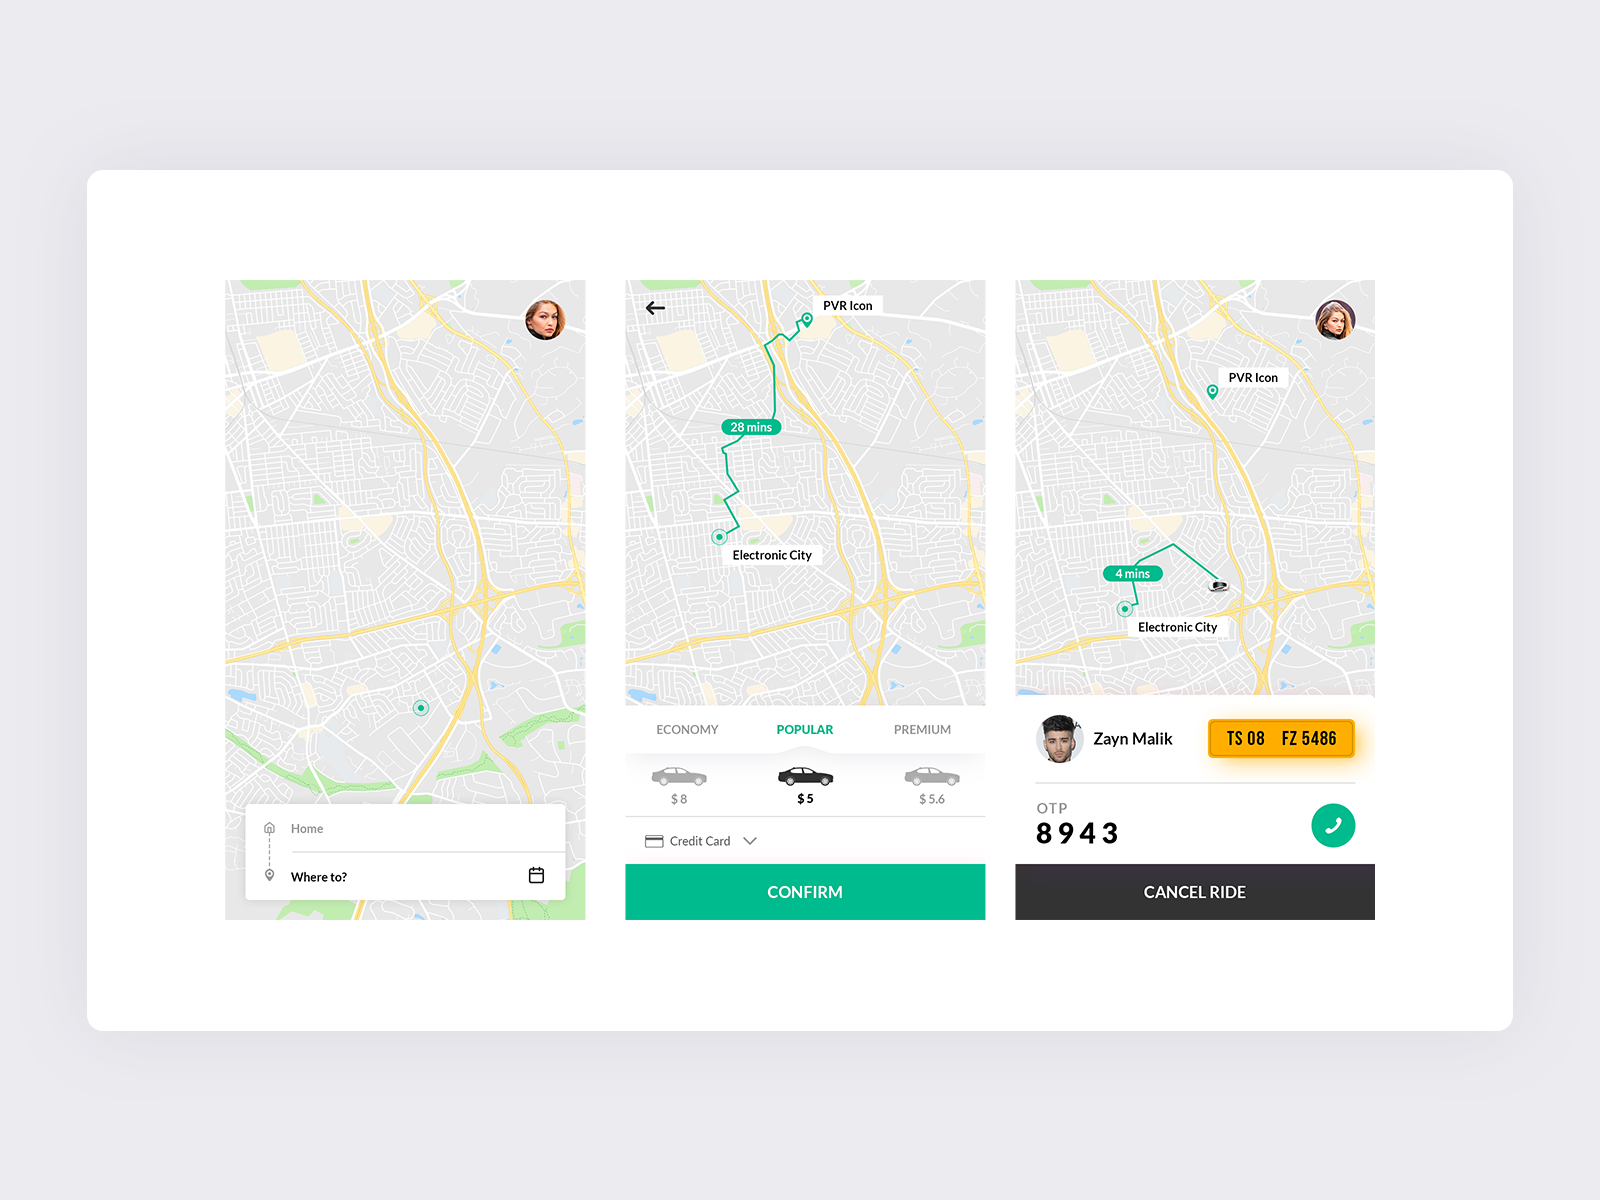 Home
Where to?
PVR Icon
28 mins
Electronic City
ECONOMY POPULAR PREMIUM
$ 8 $ 5 $ 5.6
Credit Card
CONFIRM
PVR Icon
4 mins
Electronic City
Zayn Malik TS 08 FZ 5486
OTP
8943
CANCEL RIDE